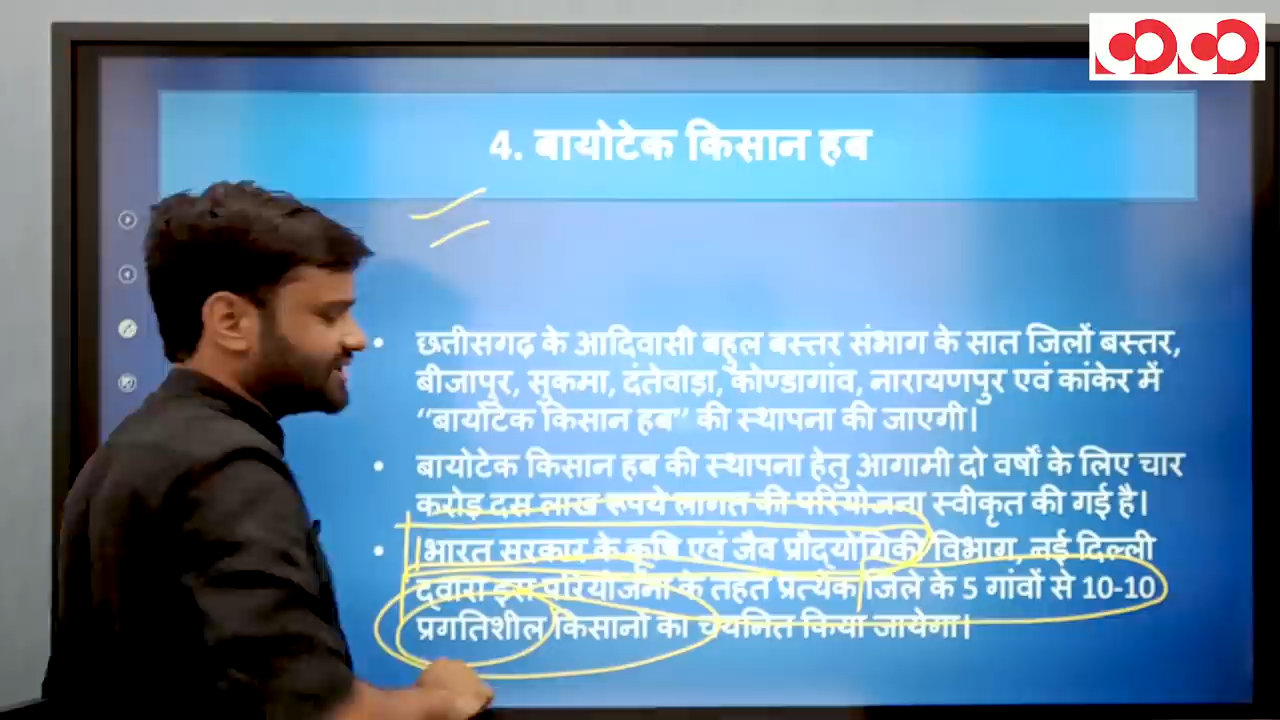 4. बायोटेक किसान हब
छत्तीसगढ़ के आदिवासी बहुल बस्तर संभाग के सात जिलों बस्तर,
बीजापुर, सुकमा, दंतेवाड़ा, कोण्डागांव, नारायणपुर एवं कांकेर में
“बायोटेक किसान हब” की स्थापना की जाएगी।
बायोटेक किसान हब की स्थापना हेतु आगामी दो वर्षों के लिए चार
करोड़ दस लाख रूपये लागत की परियोजना स्वीकृत की गई है।
भारत सरकार के कृषि एवं जैव प्रौद्योगिकी विभाग, नई दिल्ली
द्वारा इस परियोजना के तहत प्रत्येक जिले के 5 गांवों से 10-10
प्रगतिशील किसानों का चयनित किया जायेगा।